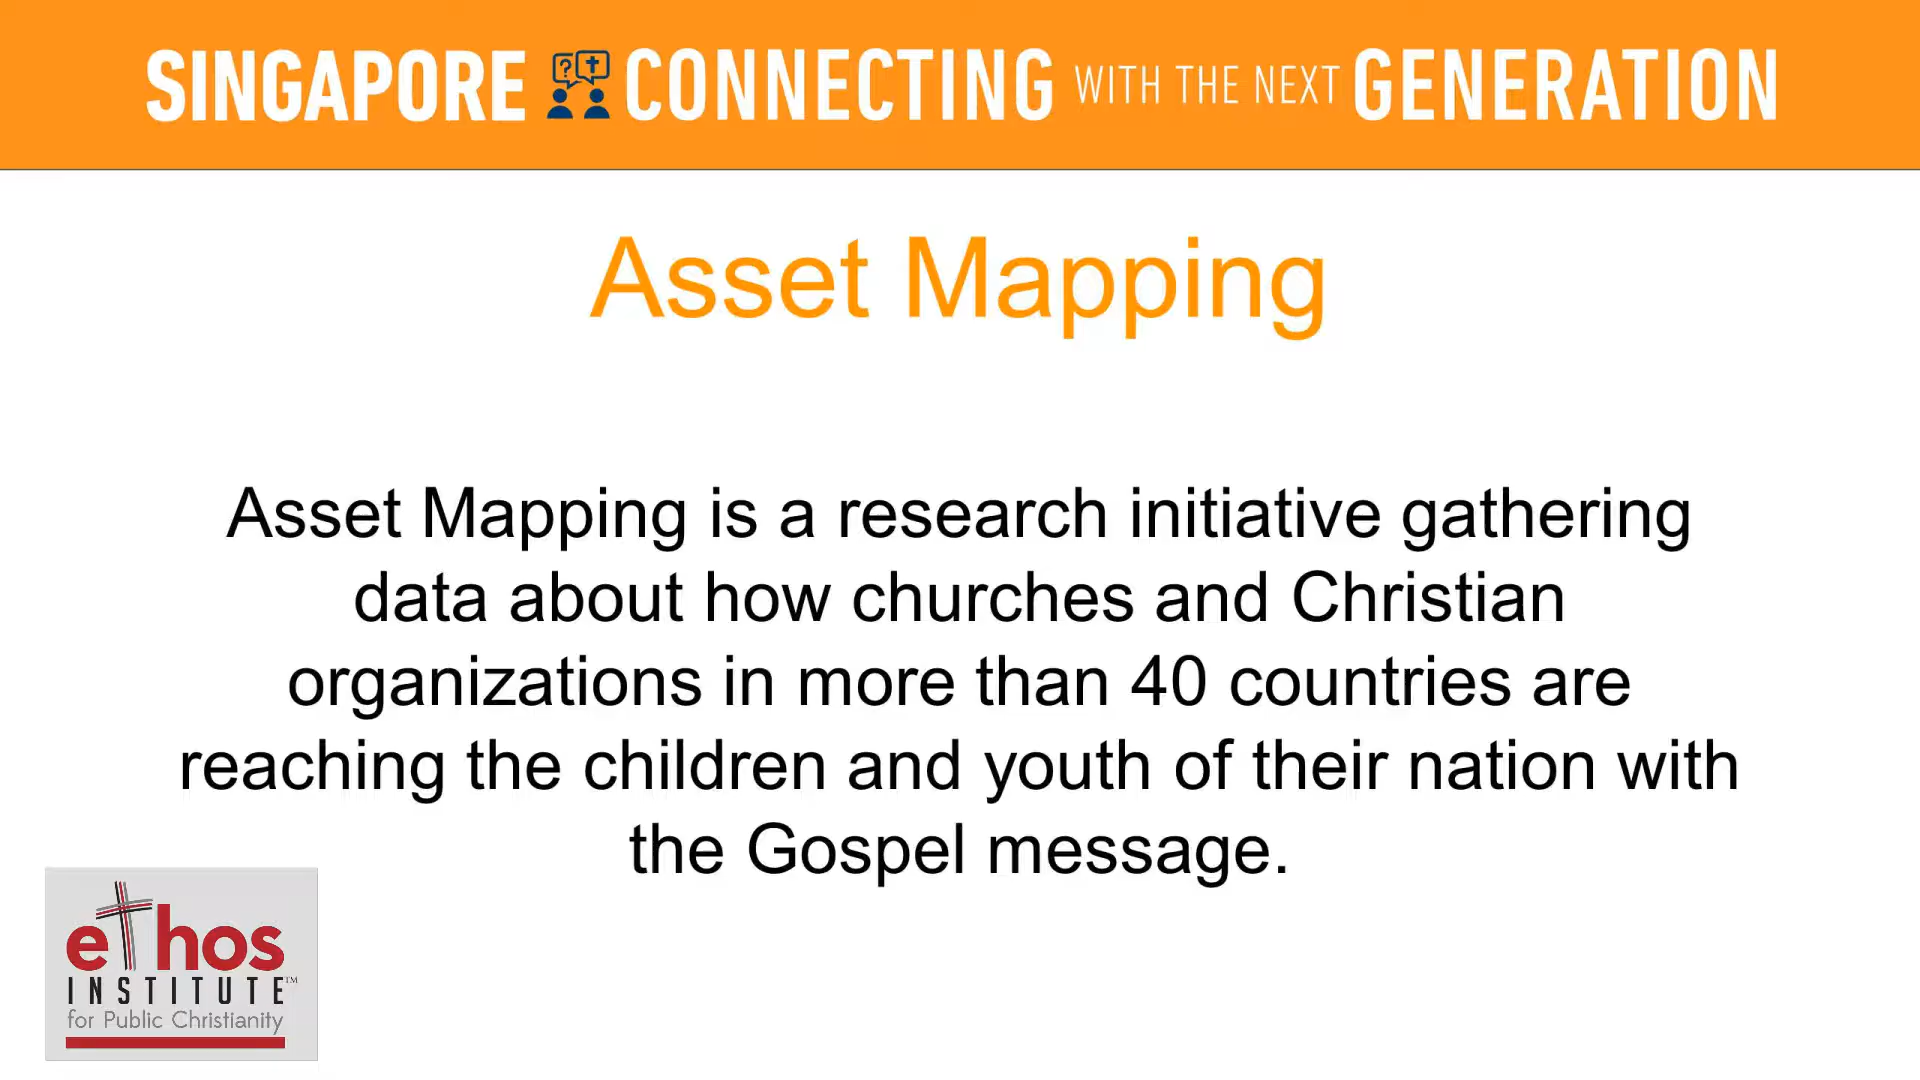 SINGAPORE CONNECTING WITH THE NEXT GENERATION
Asset Mapping
Asset Mapping is a research initiative gathering
data about how churches and Christian
organizations in more than 40 countries are
reaching the children and youth of their nation with
the Gospel message.
ethos
INSTITUTE™
for Public Christianity